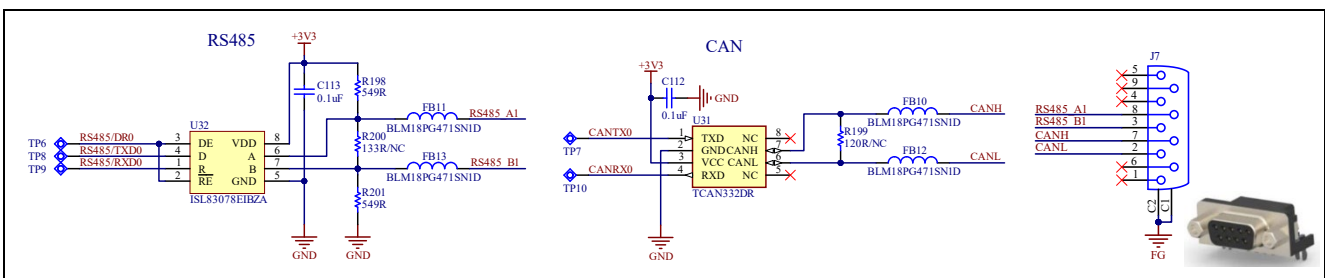 RS485
+3V3
C113
0.1uF
R198
549R
FB11
RS485_A1
BLM18PG471SN1D
R200
133R/NC
FB13
RS485_B1
BLM18PG471SN1D
R201
549R
GND
GND
U32
TP6
RS485/DR0
3
DE
VDD
8
TP8
RS485/TXD0
4
D
A
6
TP9
RS485/RXD0
1
R
B
7
2
RE
GND
5
ISL83078EIBZA
CAN
+3V3
C112
0.1uF
GND
U31
TP7
CANTX0
1
TXD
NC
8
2
GND
CANH
7
3
VCC
CANL
6
TP10
CANRX0
4
RXD
NC
5
TCAN332DR
GND
FB10
CANH
BLM18PG471SN1D
R199
120R/NC
FB12
CANL
BLM18PG471SN1D
J7
5
9
4
RS485_A1
8
RS485_B1
3
CANH
7
CANL
2
6
1
C2
C1
FG